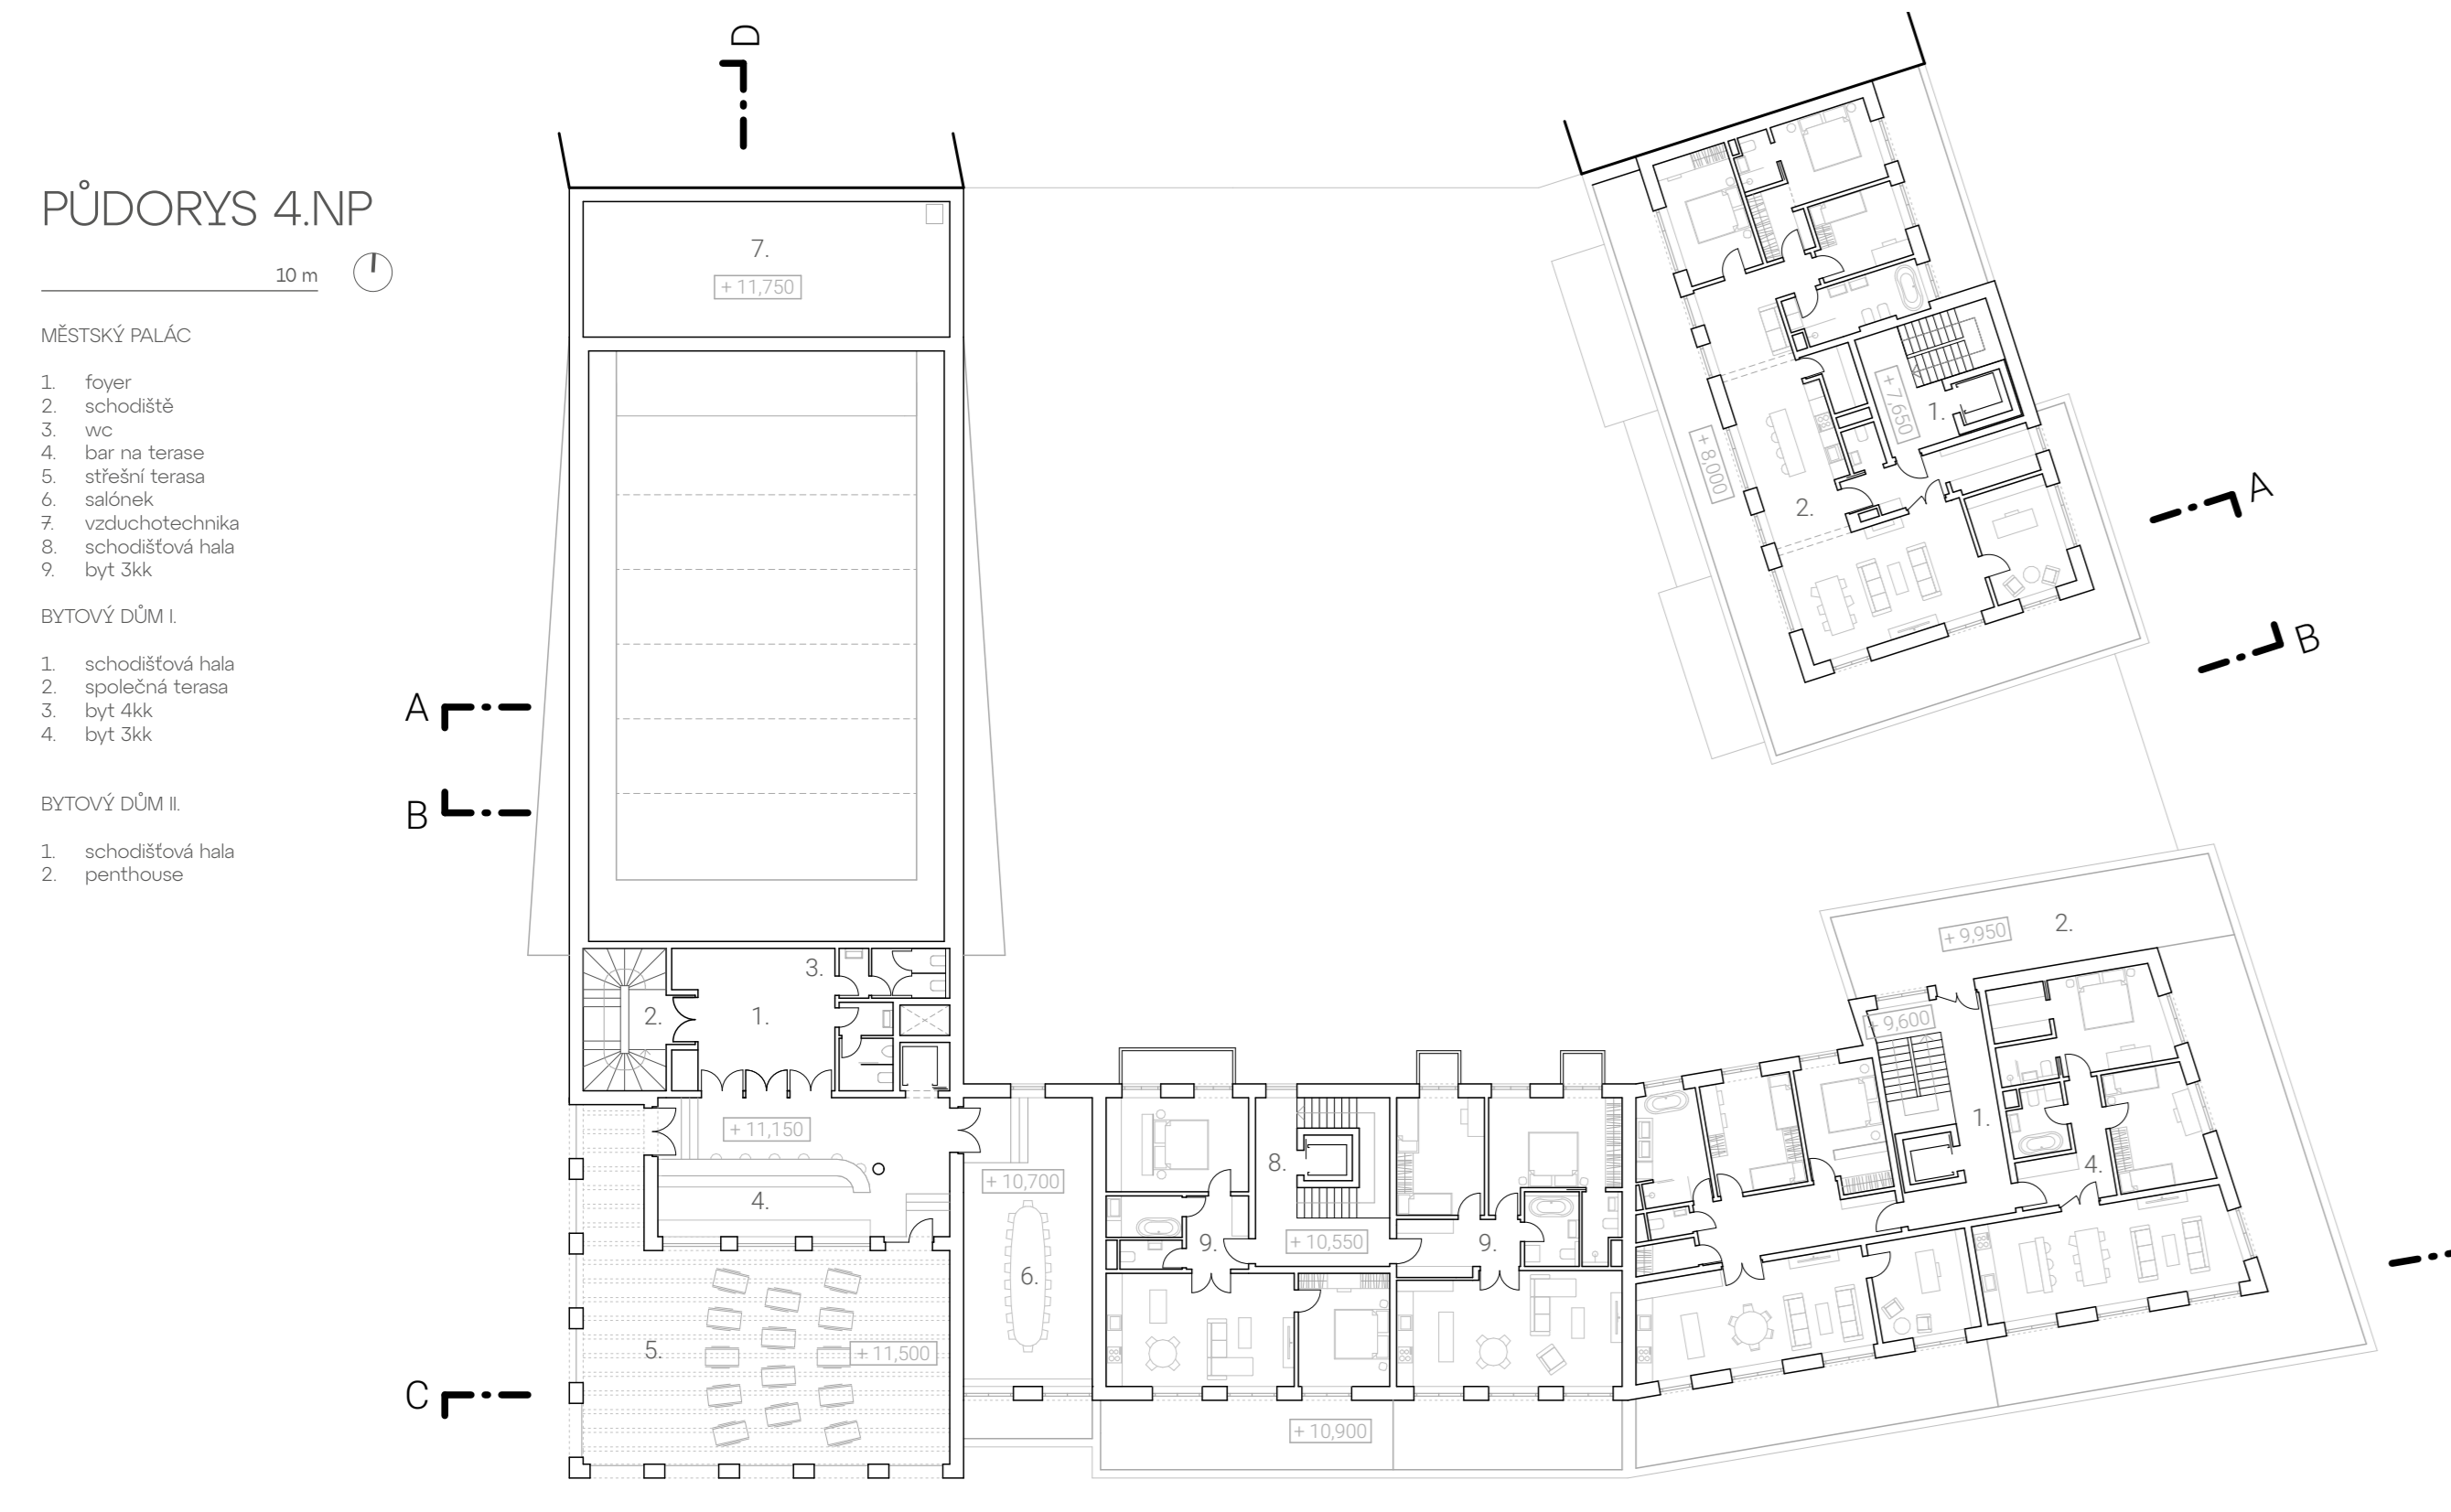 PŮDORYS 4.NP
10 m
MĚSTSKÝ PALÁC
1. foyer
2. schodiště
3. wc
4. bar na terase
5. střešní terasa
6. salónek
7. vzduchotechnika
8. schodišťová hala
9. byt 3kk
BYTOVÝ DŮM I.
1. schodišťová hala
2. společná terasa
3. byt 4kk
4. byt 3kk
BYTOVÝ DŮM II.
1. schodišťová hala
2. penthouse
D
7.
+ 11,750
+ 7,650
1.
+ 8,000
2.
A
B
A
B
2.
+ 9,950
3.
2.
1.
+ 9,600
1.
+ 11,150
4.
8.
4.
+ 10,700
9.
+ 10,550
9.
6.
5.
+ 11,500
C
+ 10,900